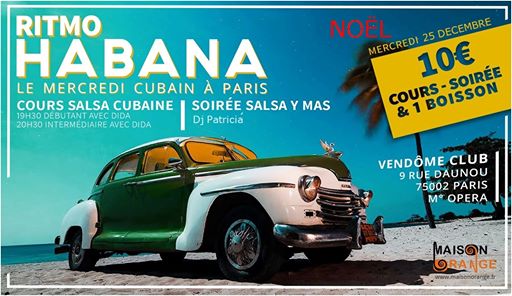 RITMO
HABANA
LE MERCREDI CUBAIN À PARIS
COURS SALSA CUBAINE
19H30 DÉBUTANT AVEC DIDA
20H30 INTERMÉDIAIRE AVEC DIDA
SOIRÉE SALSA Y MAS
Dj Patricia
NOËL
MERCREDI 25 DECEMBRE
10€
COURS - SOIRÉE
& 1 BOISSON
VENDÔME CLUB
9 RUE DAUNOU
75002 PARIS
M° OPERA
MAISON
ORANGE
www.maisonorange.fr